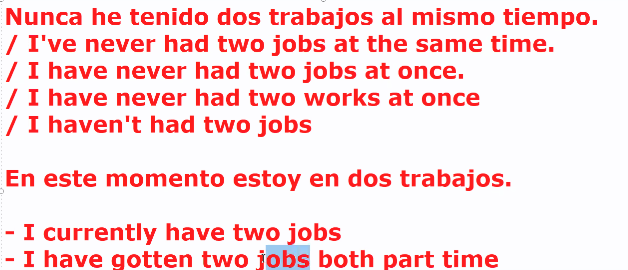 Nunca he tenido dos trabajos al mismo tiempo.
/ I've never had two jobs at the same time.
/ I have never had two jobs at once.
/ I have never had two works at once
/ I haven't had two jobs
En este momento estoy en dos trabajos.
- I currently have two jobs
- I have gotten two jobs both part time